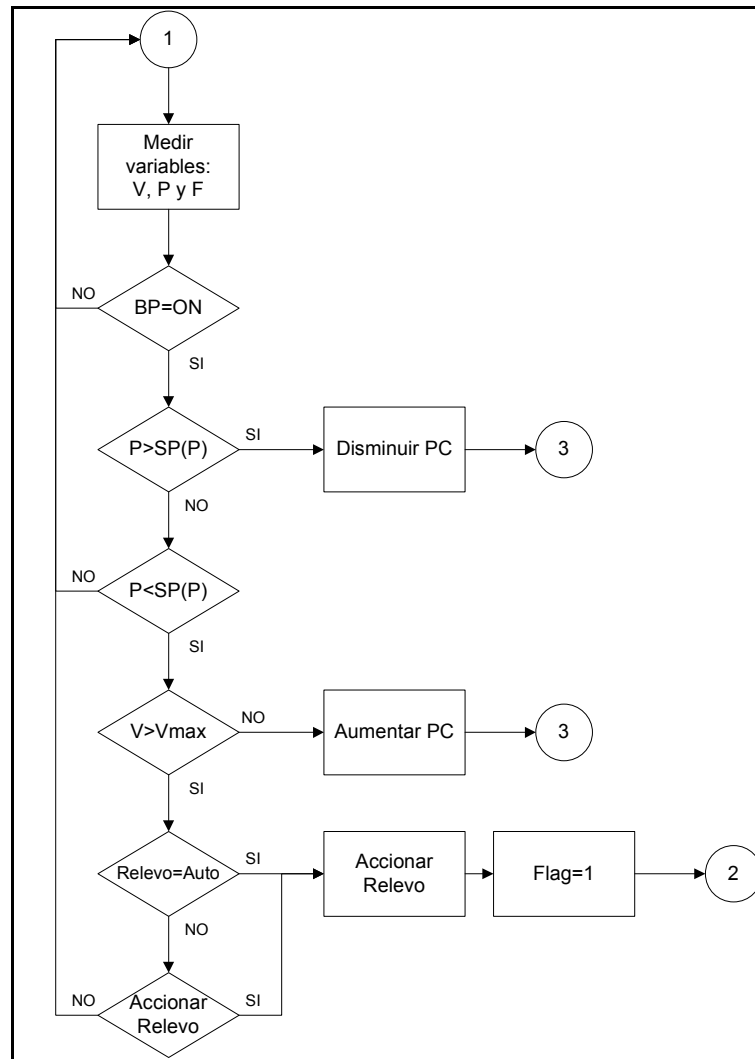 1
Medir
variables:
V, P y F
NO
BP=ON
SI
P>SP(P)
SI
Disminuir PC
3
NO
NO
P<SP(P)
SI
V>Vmax
NO
Aumentar PC
3
SI
Relevo=Auto
SI
Accionar
Relevo
Flag=1
2
NO
NO
Accionar
Relevo
SI